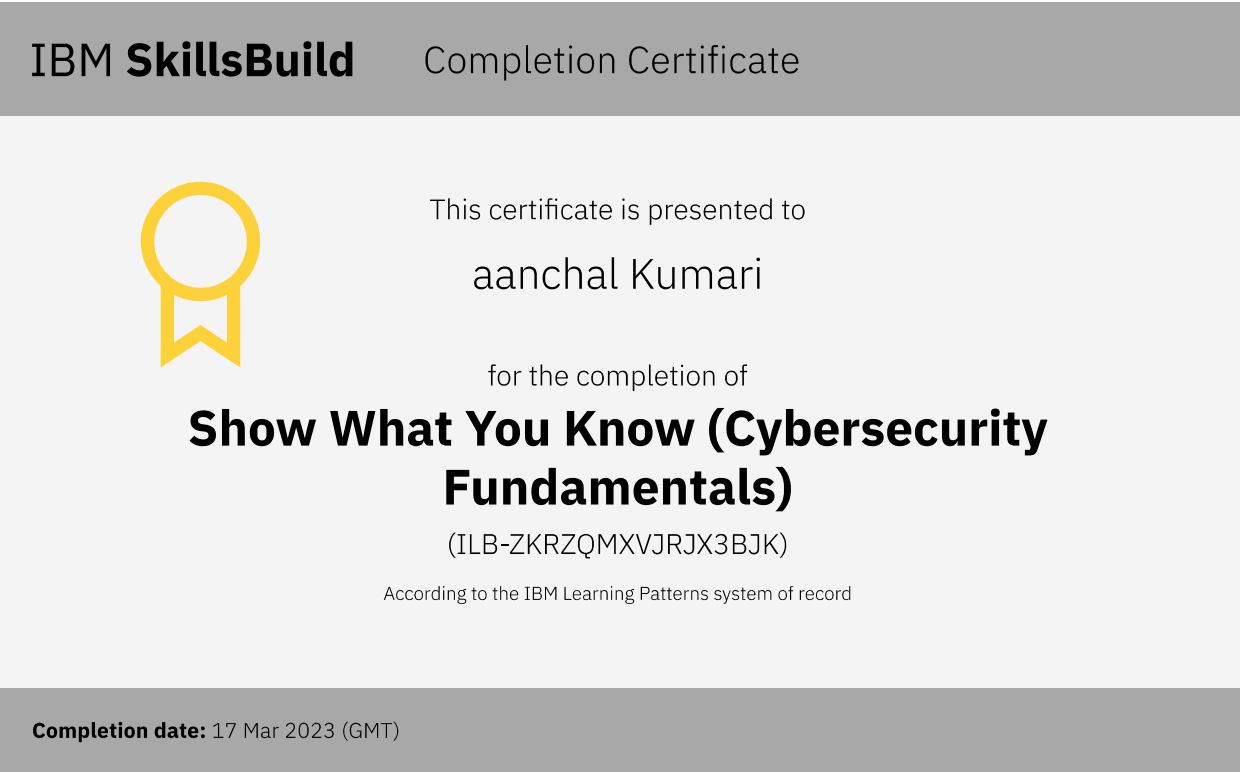 IBM SkillsBuild Completion Certificate
This certificate is presented to
aanchal Kumari
for the completion of
Show What You Know (Cybersecurity
Fundamentals)
(ILB-ZKRZQMXVJRJX3BJK)
According to the IBM Learning Patterns system of record
Completion date: 17 Mar 2023 (GMT)